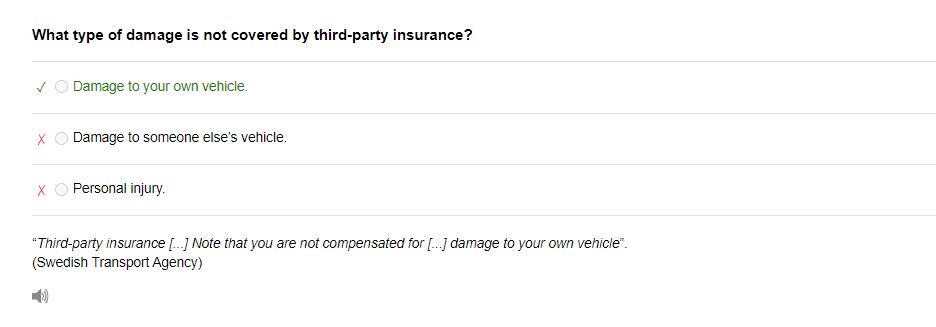 What type of damage is not covered by third-party insurance?
✓ Damage to your own vehicle.
X Damage to someone else's vehicle.
X Personal injury.
"Third-party insurance [...] Note that you are not compensated for [...] damage to your own vehicle".
(Swedish Transport Agency)